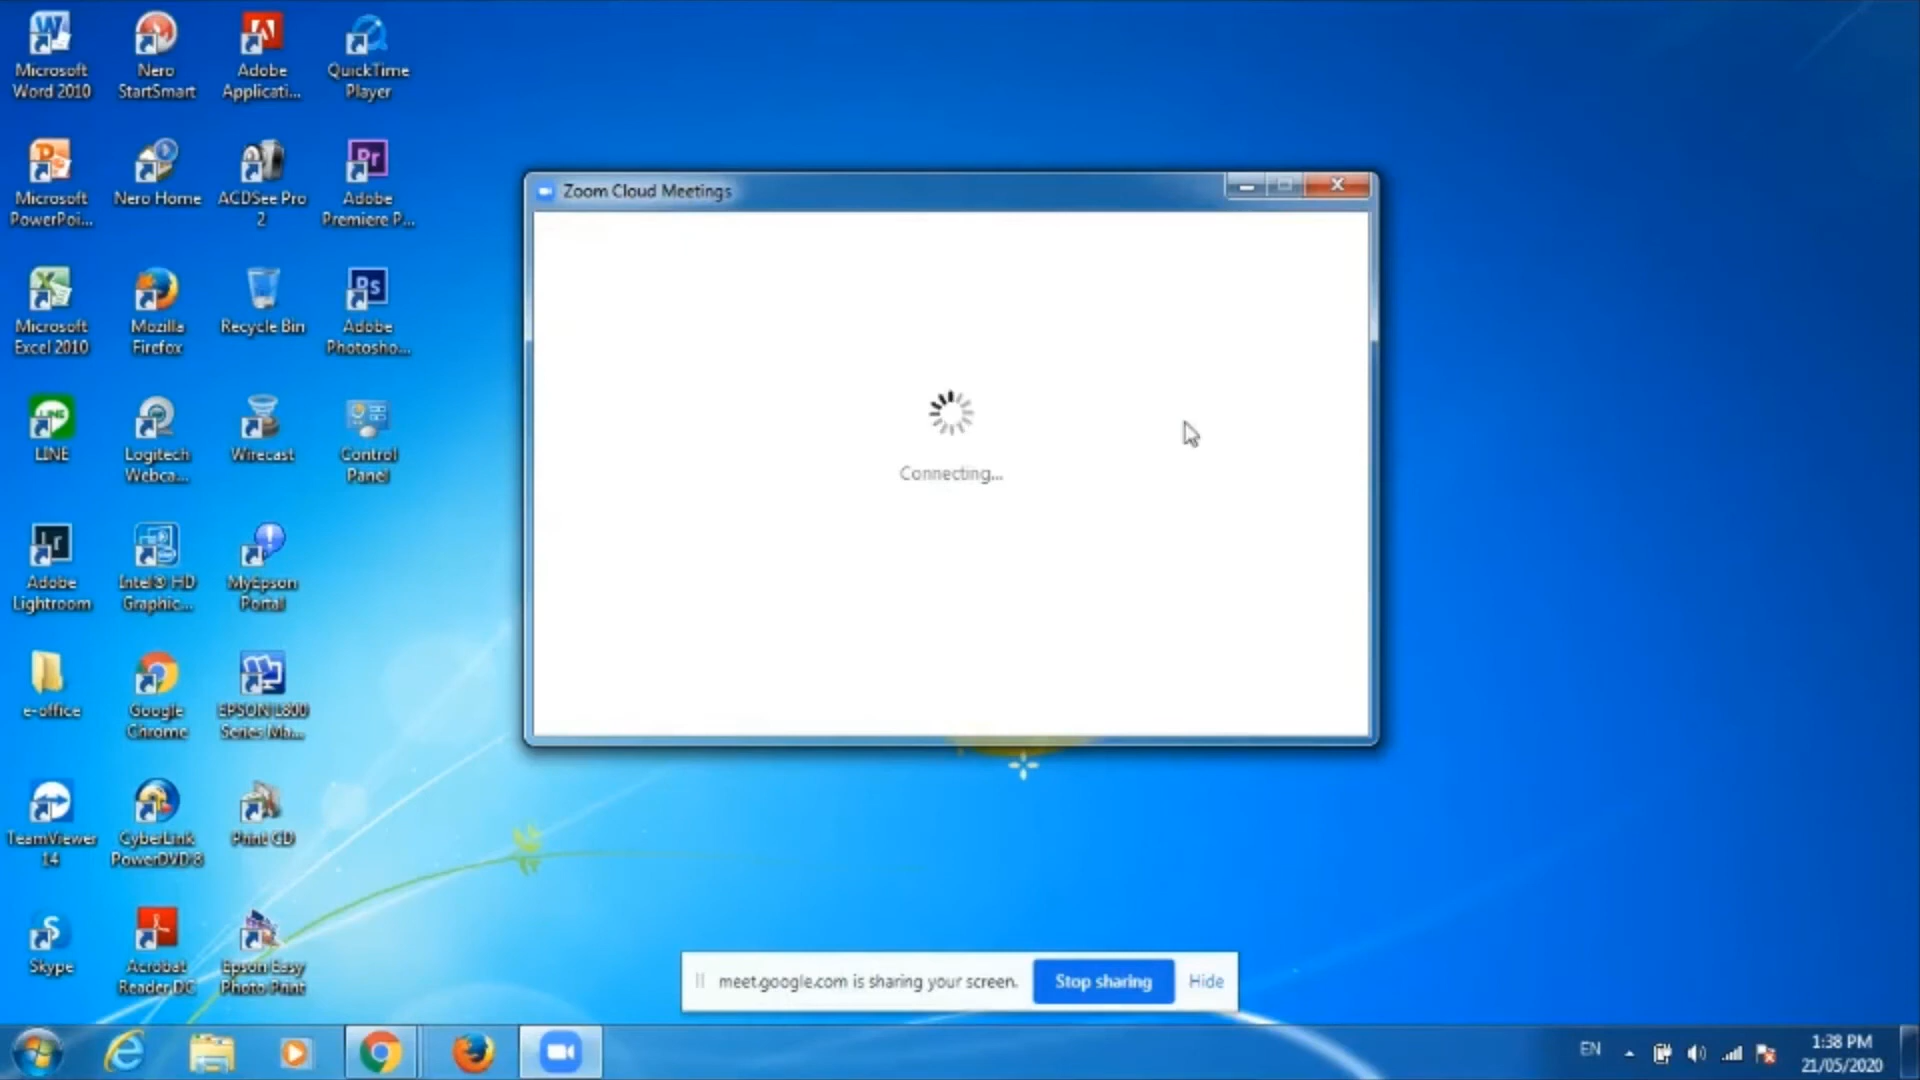 Microsoft
Word 2010
Nero
StartSmart
Adobe
Applicati...
QuickTime
Player
Microsoft
PowerPoi...
Nero Home
ACDSee Pro
2
Pr
Adobe
Premiere P...
Microsoft
Excel 2010
Mozilla
Firefox
Recycle Bin
Ps
Adobe
Photosho...
LINE
LINE
Logitech
Webca...
Wirecast
Control
Panel
Lr
Adobe
Lightroom
Intel® HD
Graphic...
MyEpson
Portal
e-office
Google
Chrome
EPSON L800
Series Ma...
TeamViewer
14
CyberLink
PowerDVD 8
Print CD
Skype
Acrobat
Reader DC
Epson Easy
Photo Print
Zoom Cloud Meetings
Connecting...
meet.google.com is sharing your screen.
Stop sharing
Hide
EN
1:38 PM
21/05/2020